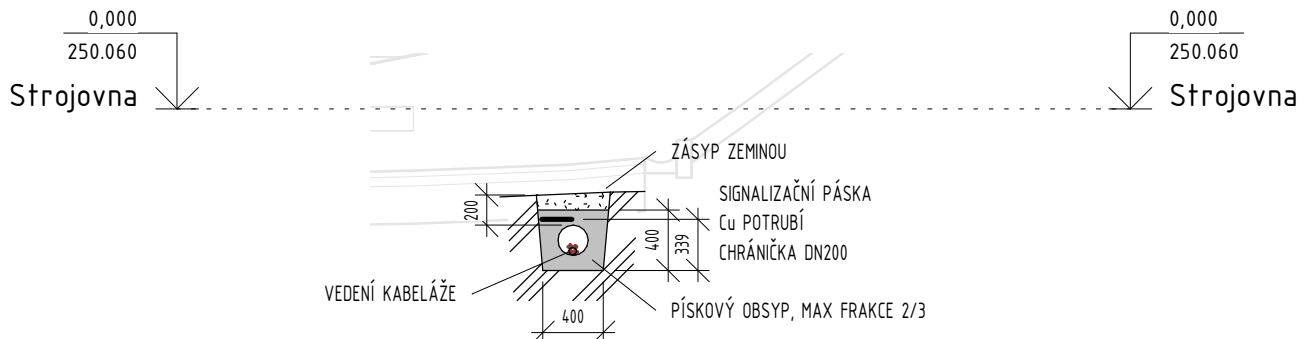 0,000
250.060
Strojovna
0,000
250.060
Strojovna
ZÁSYP ZEMINOU
SIGNALIZAČNÍ PÁSKA
Cu POTRUBÍ
CHRÁNIČKA DN200
200
400
339
VEDENÍ KABELÁŽE
PÍSKOVÝ OBSYP, MAX FRAKCE 2/3
400